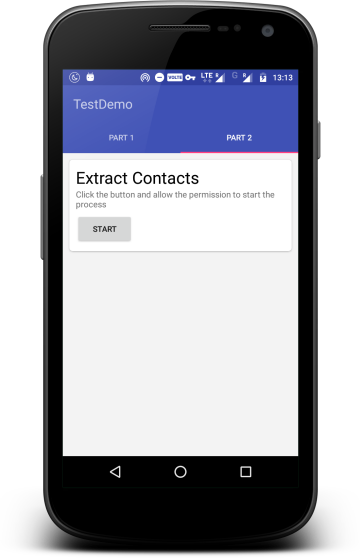 VOLTE LTE G R 13:13
TestDemo
PART 1 PART 2
Extract Contacts
Click the button and allow the permission to start the
process
START